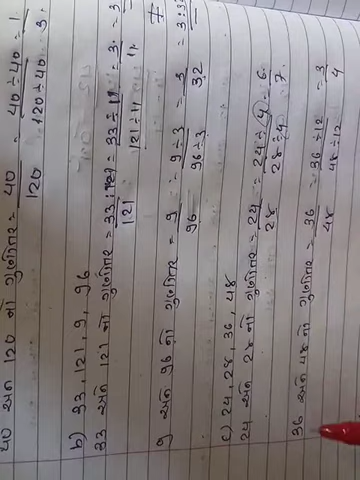 40 અને 120 નો ગુણોત્તર = 40/120 = 40÷40/120÷40 = 1/3.
b) 33, 121, 9, 96
33 અને 121 નો ગુણોત્તર = 33/121 = 33÷11/121÷11 = 3/11 = 3
9 અને 96 નો ગુણોત્તર = 9/96 = 9÷3/96÷3 = 3/32 = 3:32
c) 24, 28, 36, 48
24 અને 28 નો ગુણોત્તર = 24/28 = 24÷4/28÷4 = 6/7.
36 અને 48 નો ગુણોત્તર = 36/48 = 36÷12/48÷12 = 3/4